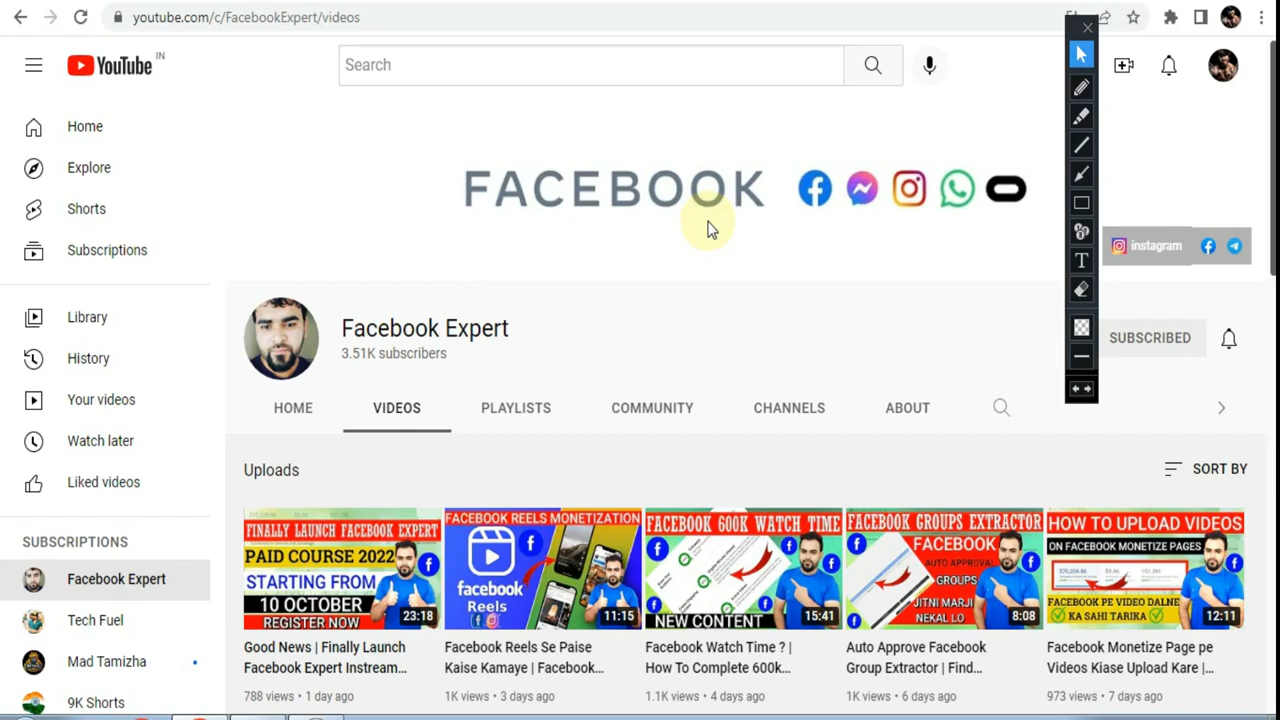 youtube.com/c/FacebookExpert/videos
YouTube IN
Search
Home
Explore
Shorts
Subscriptions
Library
History
Your videos
Watch later
Liked videos
SUBSCRIPTIONS
Facebook Expert
Tech Fuel
Mad Tamizha
9K Shorts
FACEBOOK
instagram
Facebook Expert
3.51K subscribers
SUBSCRIBED
HOME
VIDEOS
PLAYLISTS
COMMUNITY
CHANNELS
ABOUT
T
Uploads
SORT BY
FINALLY LAUNCH FACEBOOK EXPERT
PAID COURSE 2022
STARTING FROM
10 OCTOBER
REGISTER NOW
23:18
Good News | Finally Launch
Facebook Expert Instream...
788 views • 1 day ago
FACEBOOK REELS MONETIZATION
facebook
Reels
11:15
Facebook Reels Se Paise
Kaise Kamaye | Facebook...
1K views • 3 days ago
FACEBOOK 600K WATCH TIME
NEW CONTENT
15:41
Facebook Watch Time ? |
How To Complete 600k...
1.1K views • 4 days ago
FACEBOOK GROUPS EXTRACTOR
FACEBOOK
AUTO APPROVAL
GROUPS
JITNI MARJI
NEKAL LO
8:08
Auto Approve Facebook
Group Extractor | Find...
1K views • 6 days ago
HOW TO UPLOAD VIDEOS
ON FACEBOOK MONETIZE PAGES
FACEBOOK PE VIDEO DALNE
KA SAHI TARIKA
12:11
Facebook Monetize Page pe
Videos Kiase Upload Kare |...
973 views • 7 days ago